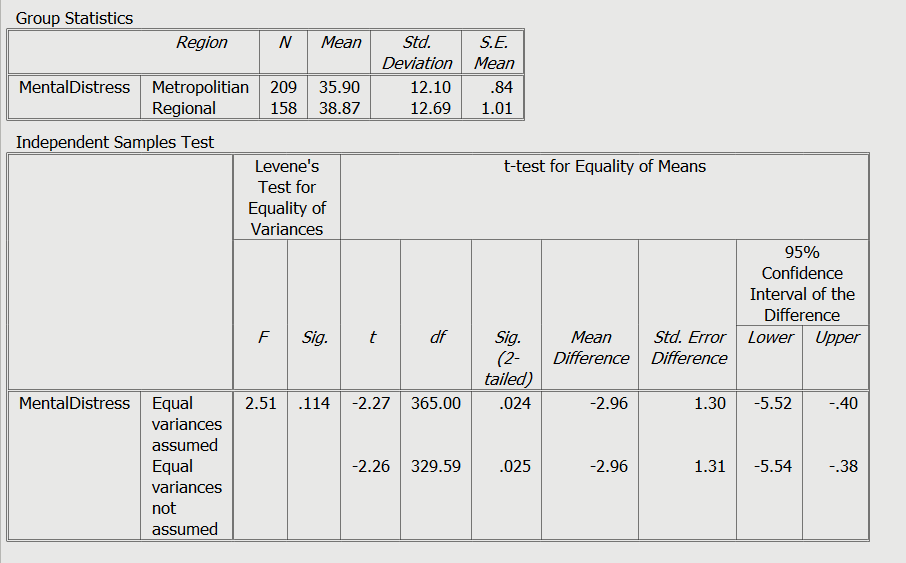 Group Statistics
Region N Mean Std. Deviation S.E. Mean
MentalDistress Metropolitian 209 35.90 12.10 .84
Regional 158 38.87 12.69 1.01
Independent Samples Test
Levene's Test for Equality of Variances t-test for Equality of Means
95% Confidence Interval of the Difference
F Sig. t df Sig. (2-tailed) Mean Difference Std. Error Difference Lower Upper
MentalDistress Equal variances assumed 2.51 .114 -2.27 365.00 .024 -2.96 1.30 -5.52 -.40
Equal variances not assumed -2.26 329.59 .025 -2.96 1.31 -5.54 -.38